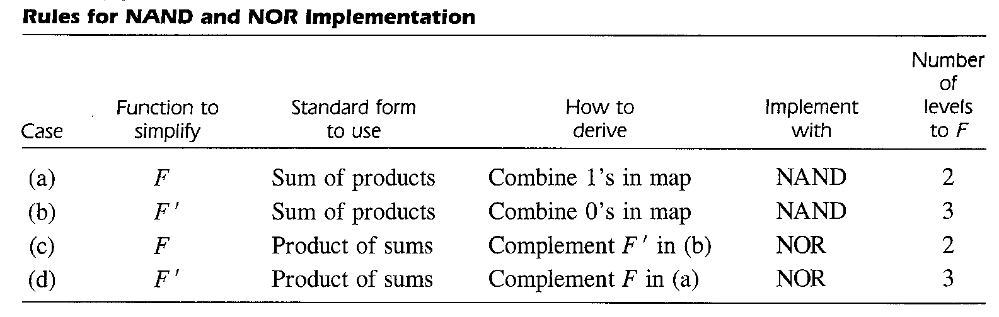 Rules for NAND and NOR Implementation
Number
of
Function to Standard form How to Implement levels
Case simplify to use derive with to F
(a) F Sum of products Combine 1's in map NAND 2
(b) F' Sum of products Combine 0's in map NAND 3
(c) F Product of sums Complement F' in (b) NOR 2
(d) F' Product of sums Complement F in (a) NOR 3